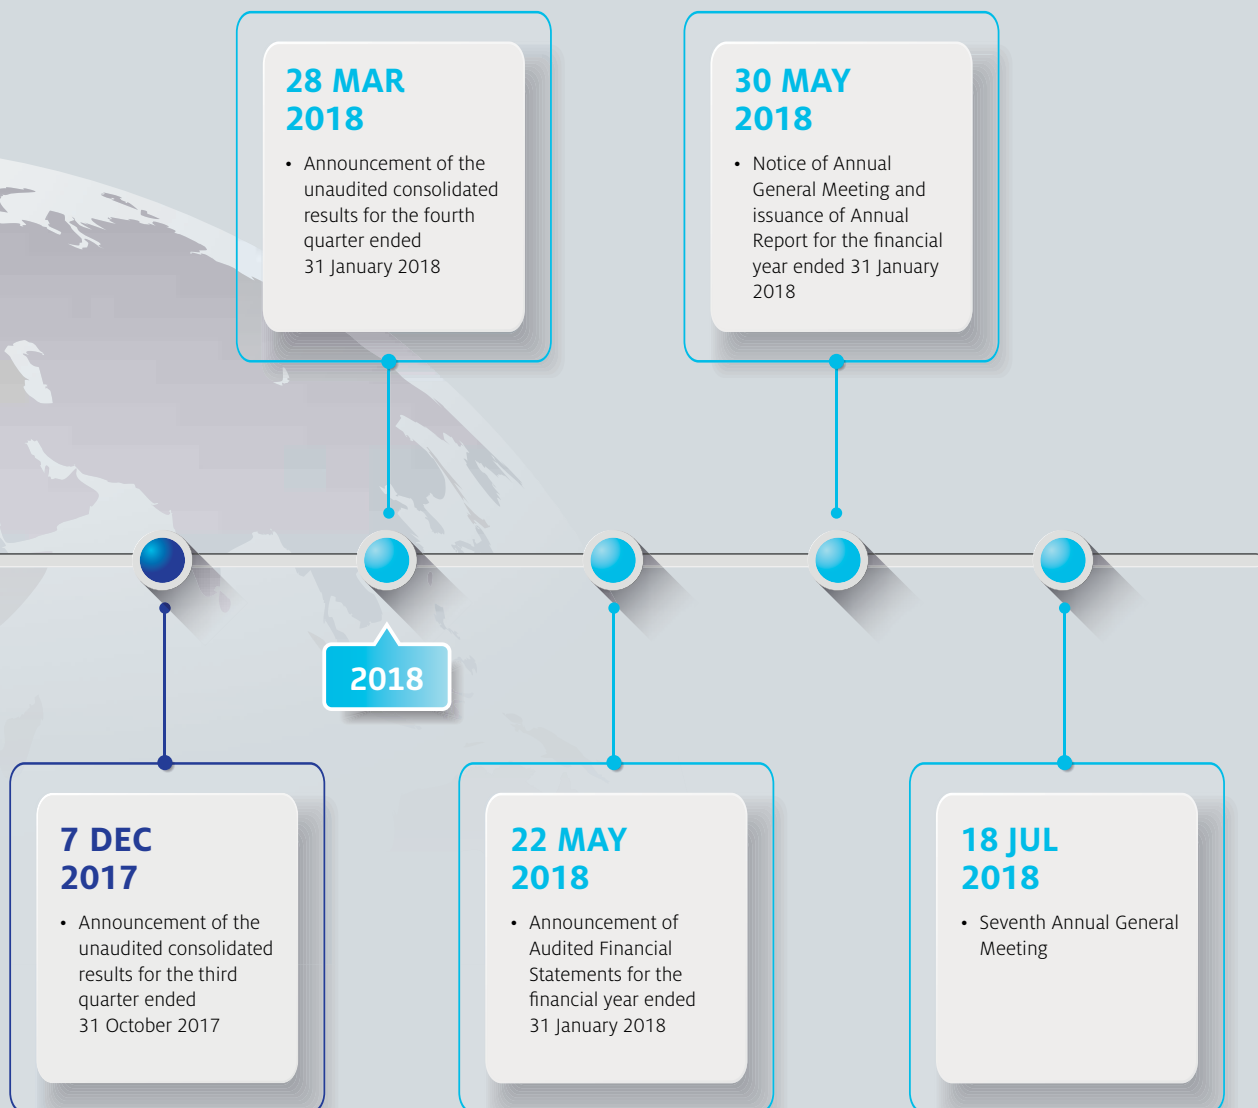 28 MAR
2018
• Announcement of the
unaudited consolidated
results for the fourth
quarter ended
31 January 2018
30 MAY
2018
• Notice of Annual
General Meeting and
issuance of Annual
Report for the financial
year ended 31 January
2018
2018
7 DEC
2017
• Announcement of the
unaudited consolidated
results for the third
quarter ended
31 October 2017
22 MAY
2018
• Announcement of
Audited Financial
Statements for the
financial year ended
31 January 2018
18 JUL
2018
• Seventh Annual General
Meeting